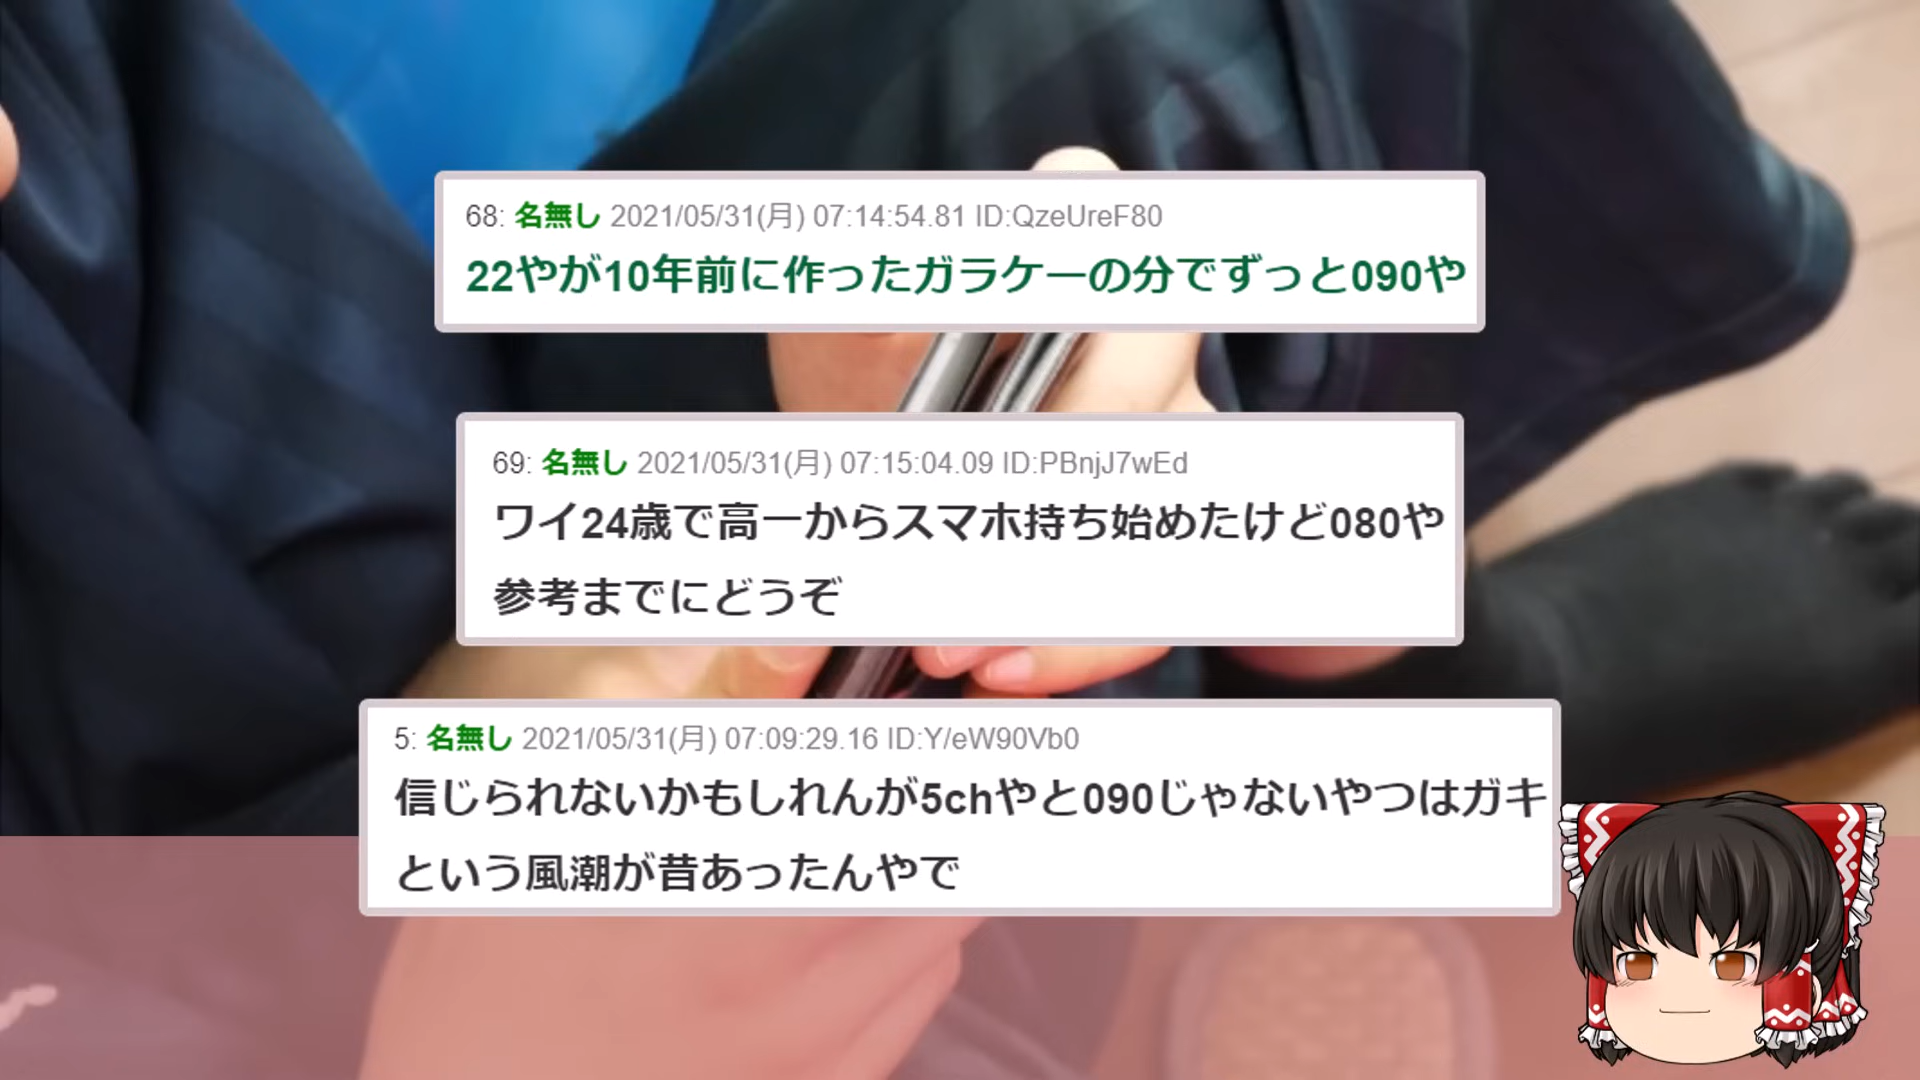 68: 名無し 2021/05/31(月) 07:14:54.81 ID:QzeUreF80
22やが10年前に作ったガラケーの分でずっと090や
69: 名無し 2021/05/31(月) 07:15:04.09 ID:PBnjJ7wEd
ワイ24歳で高一からスマホ持ち始めたけど080や
参考までにどうぞ
5: 名無し 2021/05/31(月) 07:09:29.16 ID:Y/eW90Vb0
信じられないかもしれんが5chやと090じゃないやつはガキ
という風潮が昔あったんやで